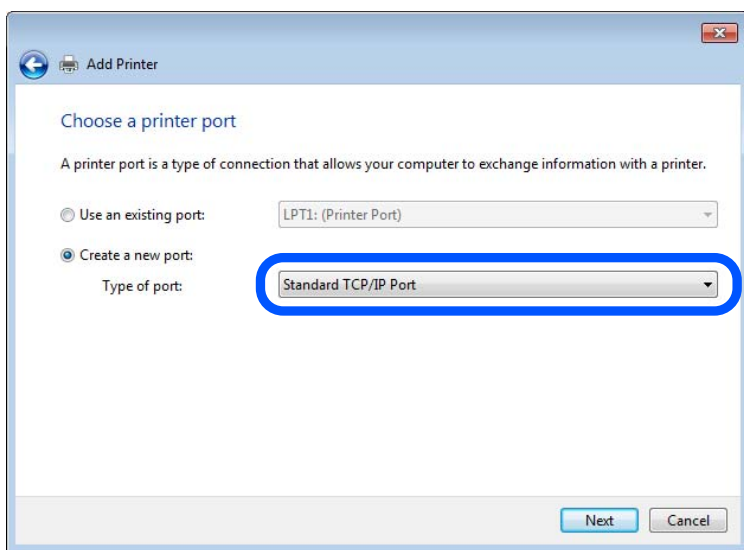 Add Printer
Choose a printer port
A printer port is a type of connection that allows your computer to exchange information with a printer.
Use an existing port: LPT1: (Printer Port)
Create a new port:
Type of port: Standard TCP/IP Port
Next Cancel